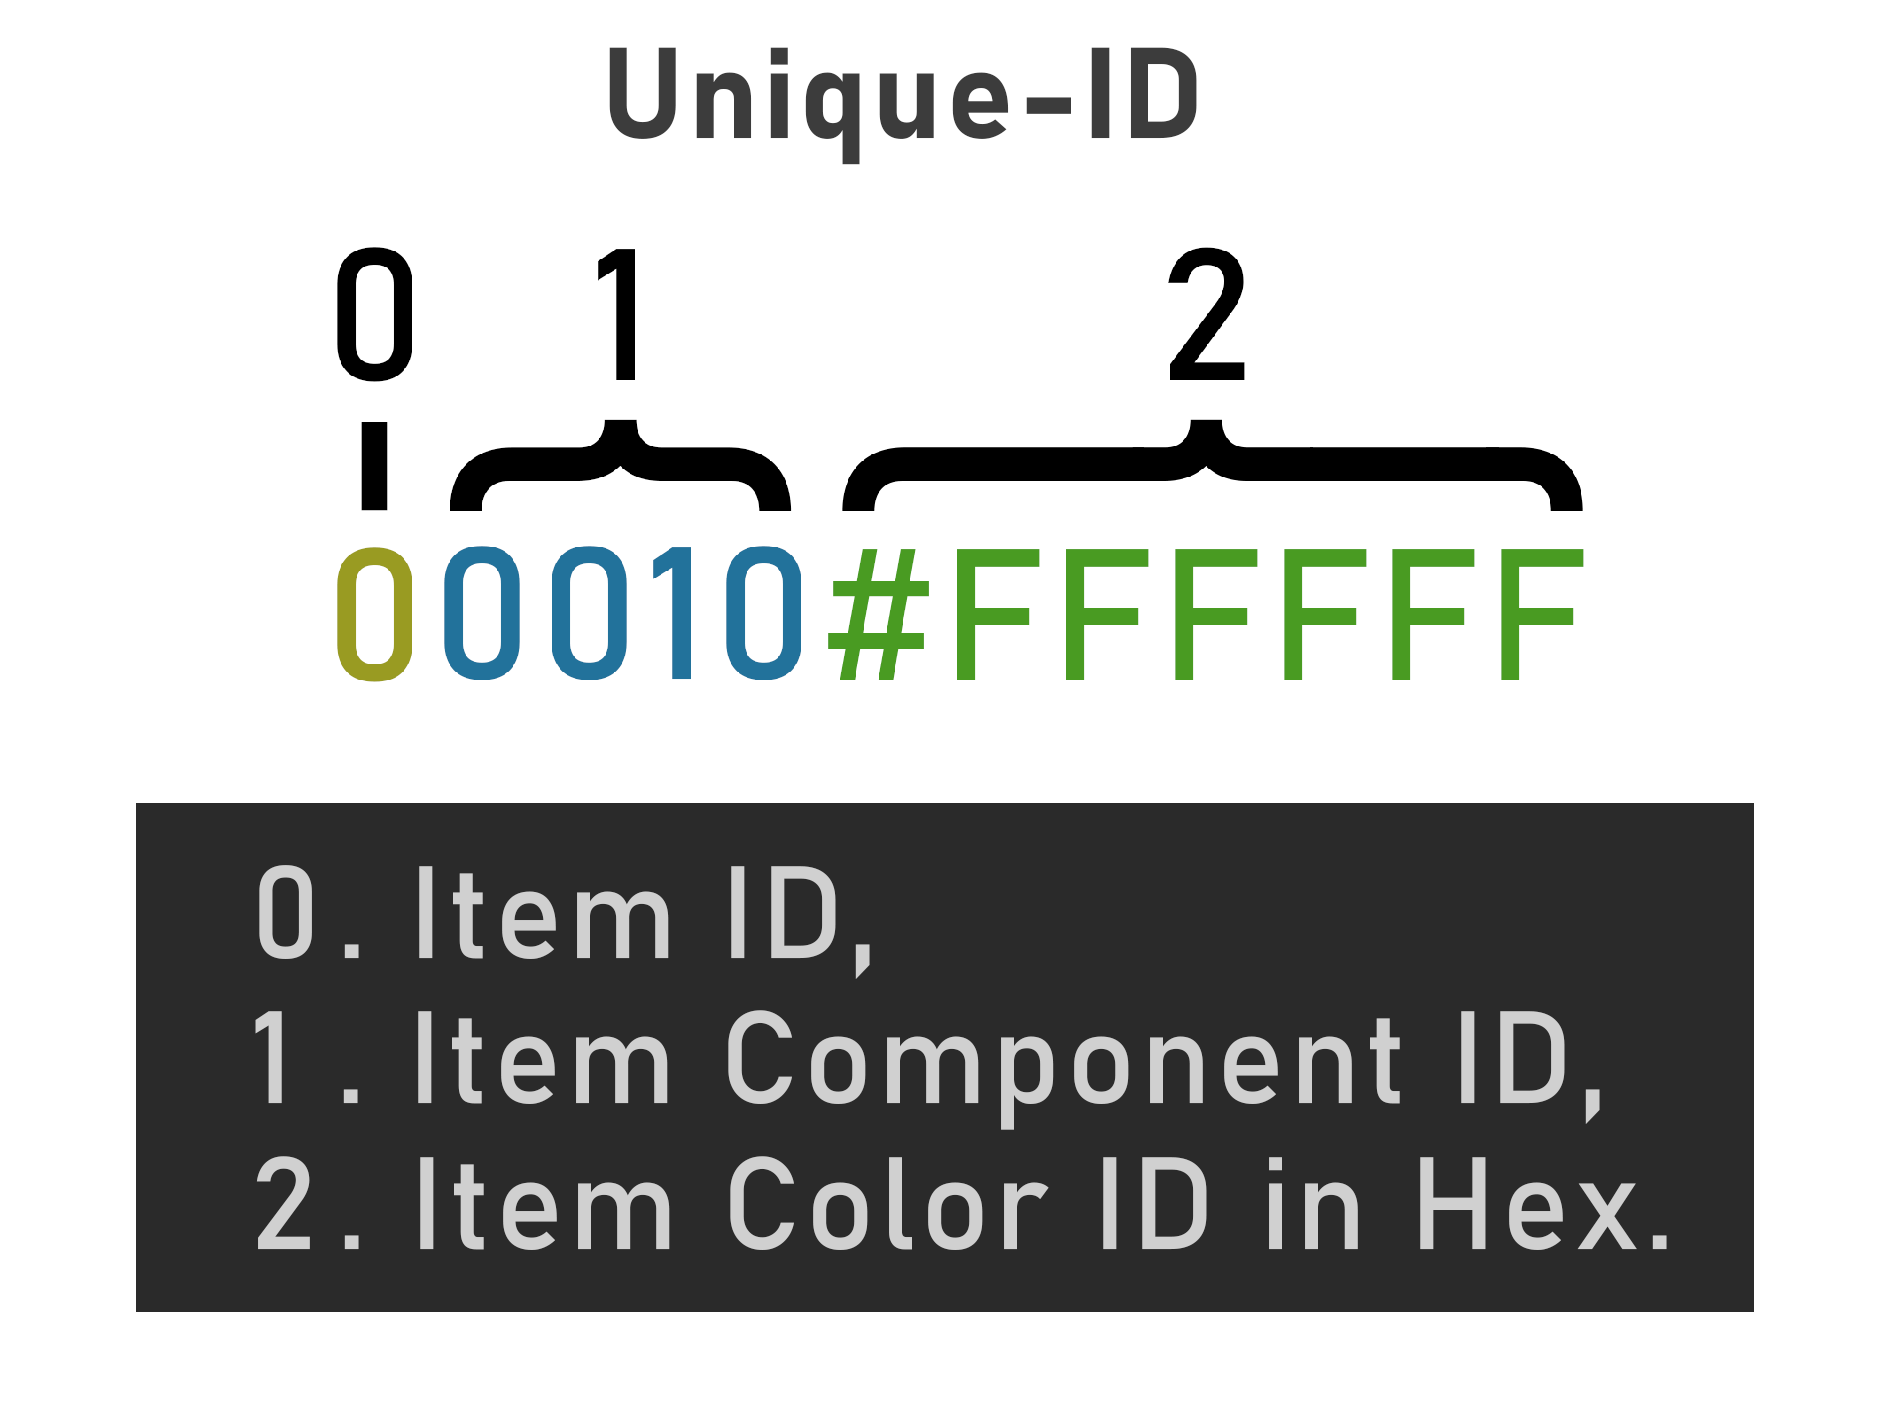 Unique-ID
0 1 2
00010#FFFFFF
0. Item ID,
1. Item Component ID,
2. Item Color ID in Hex.